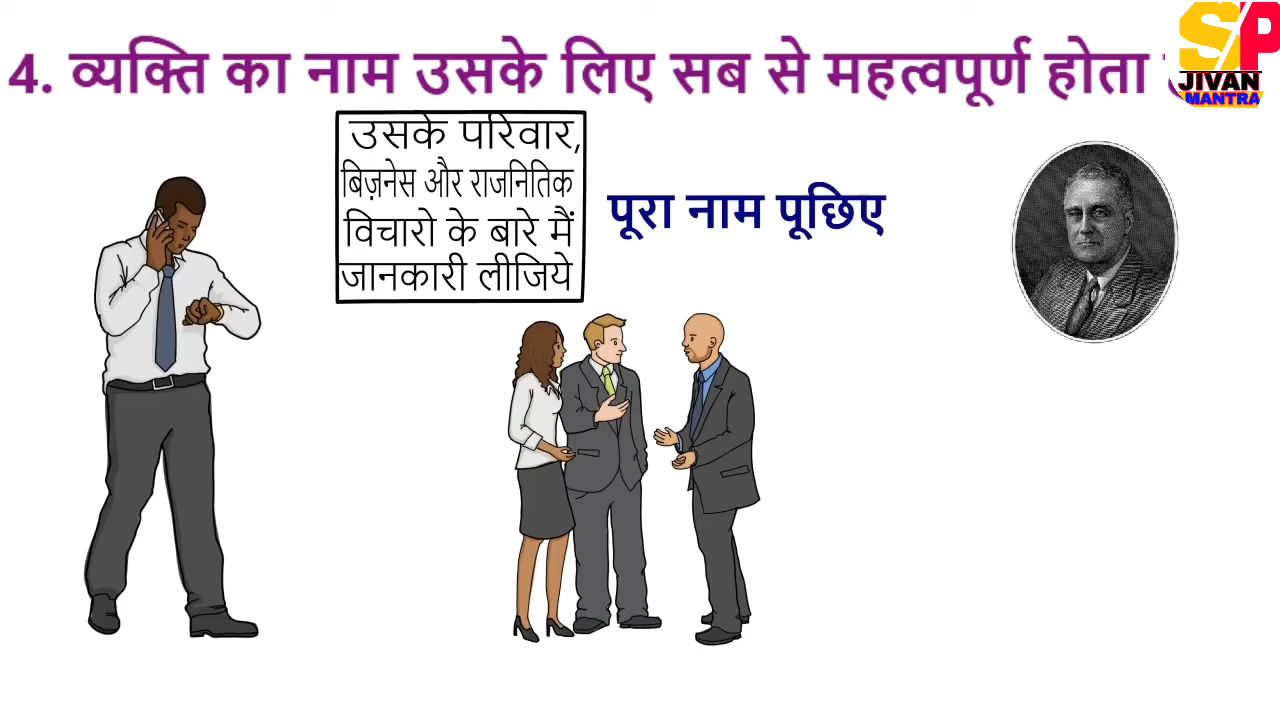 4. व्यक्ति का नाम उसके लिए सब से महत्वपूर्ण होता
SP
JIVAN
MANTRA
उसके परिवार,
बिज़नेस और राजनितिक
विचारो के बारे मैं
जानकारी लीजिये
पूरा नाम पूछिए